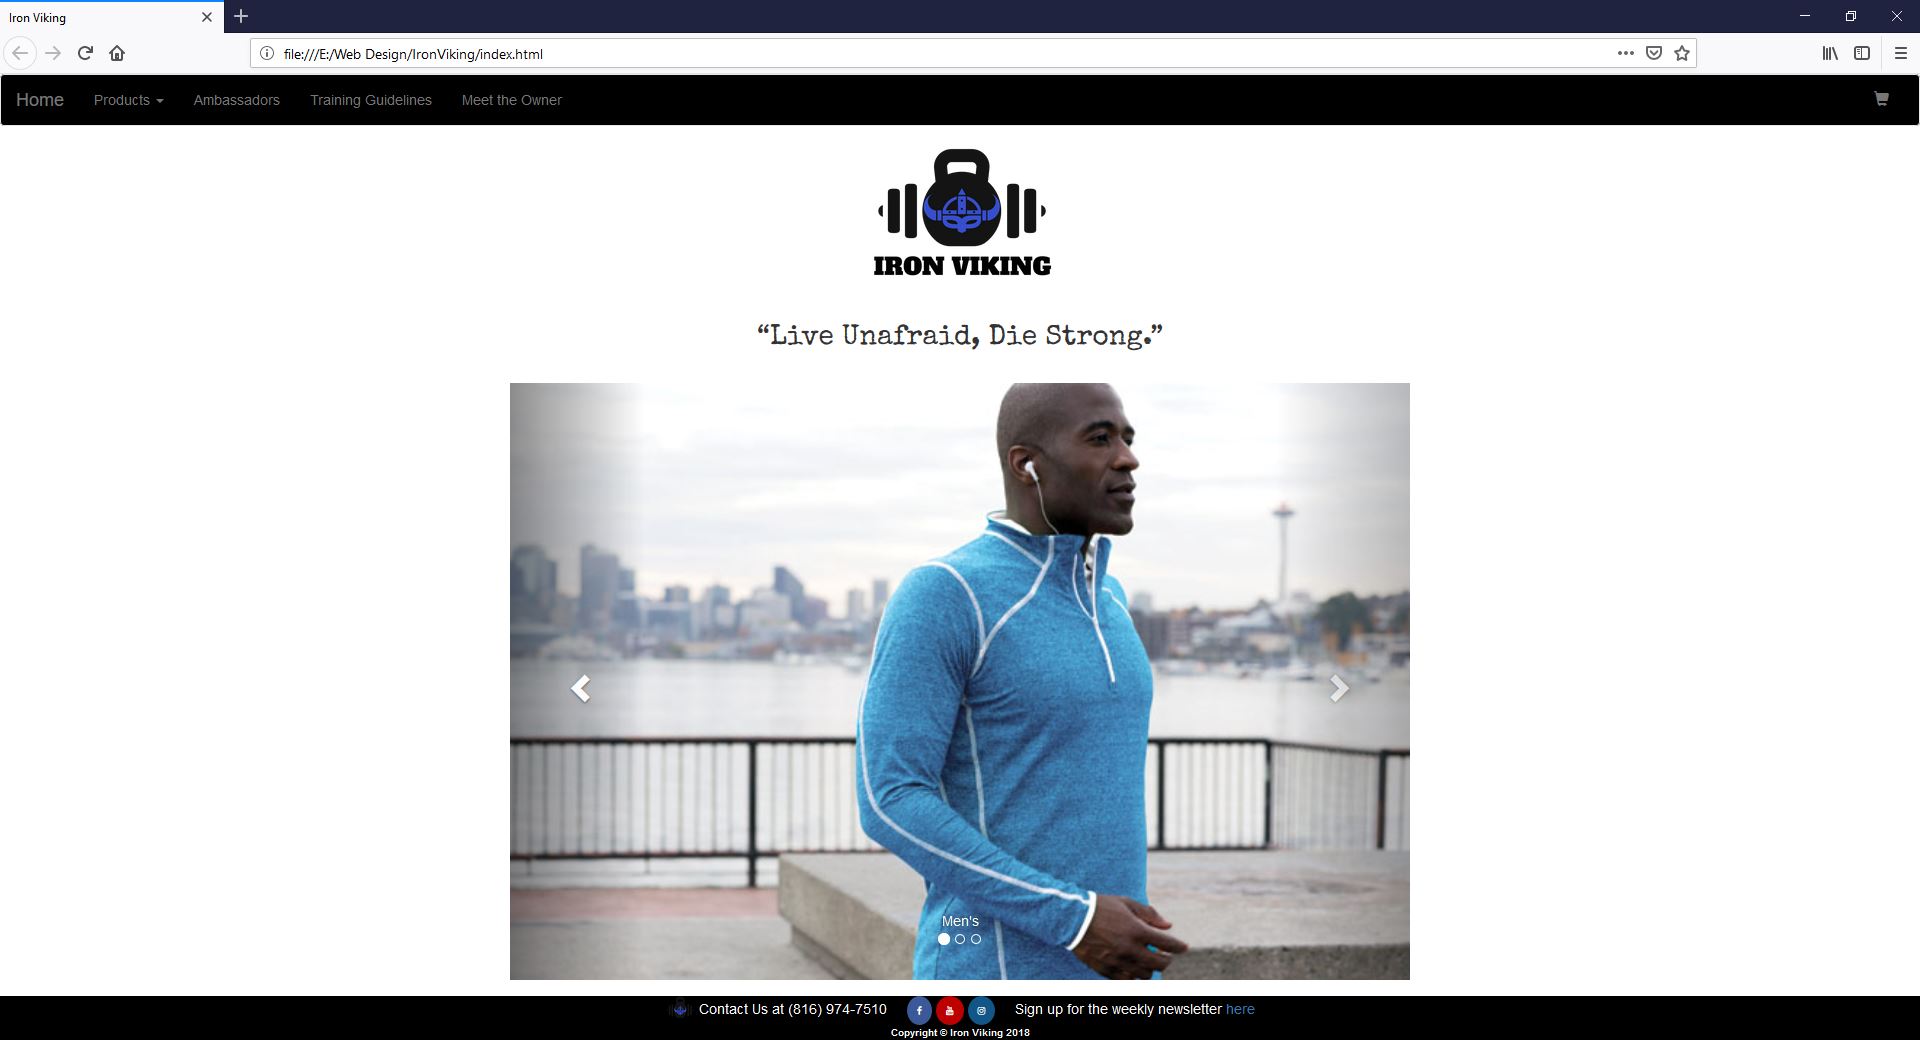 Iron Viking
file:///E:/Web Design/IronViking/index.html
Home Products Ambassadors Training Guidelines Meet the Owner
IRON VIKING
“Live Unafraid, Die Strong.”
Men's
Contact Us at (816) 974-7510 Sign up for the weekly newsletter here
Copyright © Iron Viking 2018